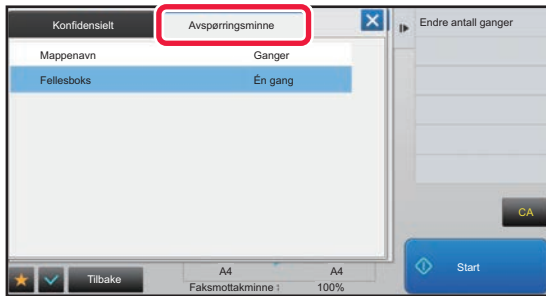 Konfidensielt
Avspørringsminne
Endre antall ganger
Mappenavn Ganger
Fellesboks Én gang
CA
Start
Tilbake
A4 A4
Faksmottakminne : 100%